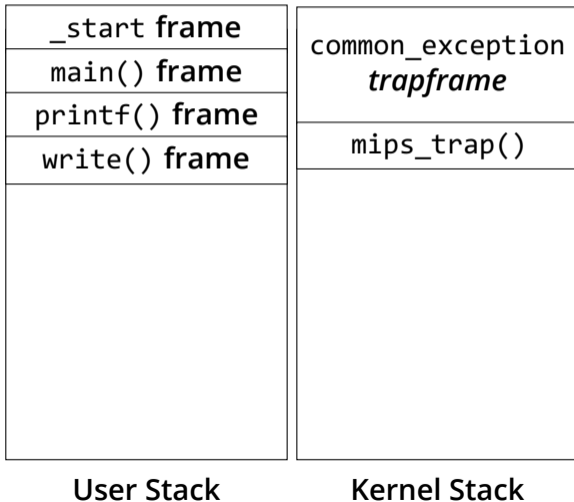 _start frame
main() frame
printf() frame
write() frame
User Stack
common_exception
trapframe
mips_trap()
Kernel Stack